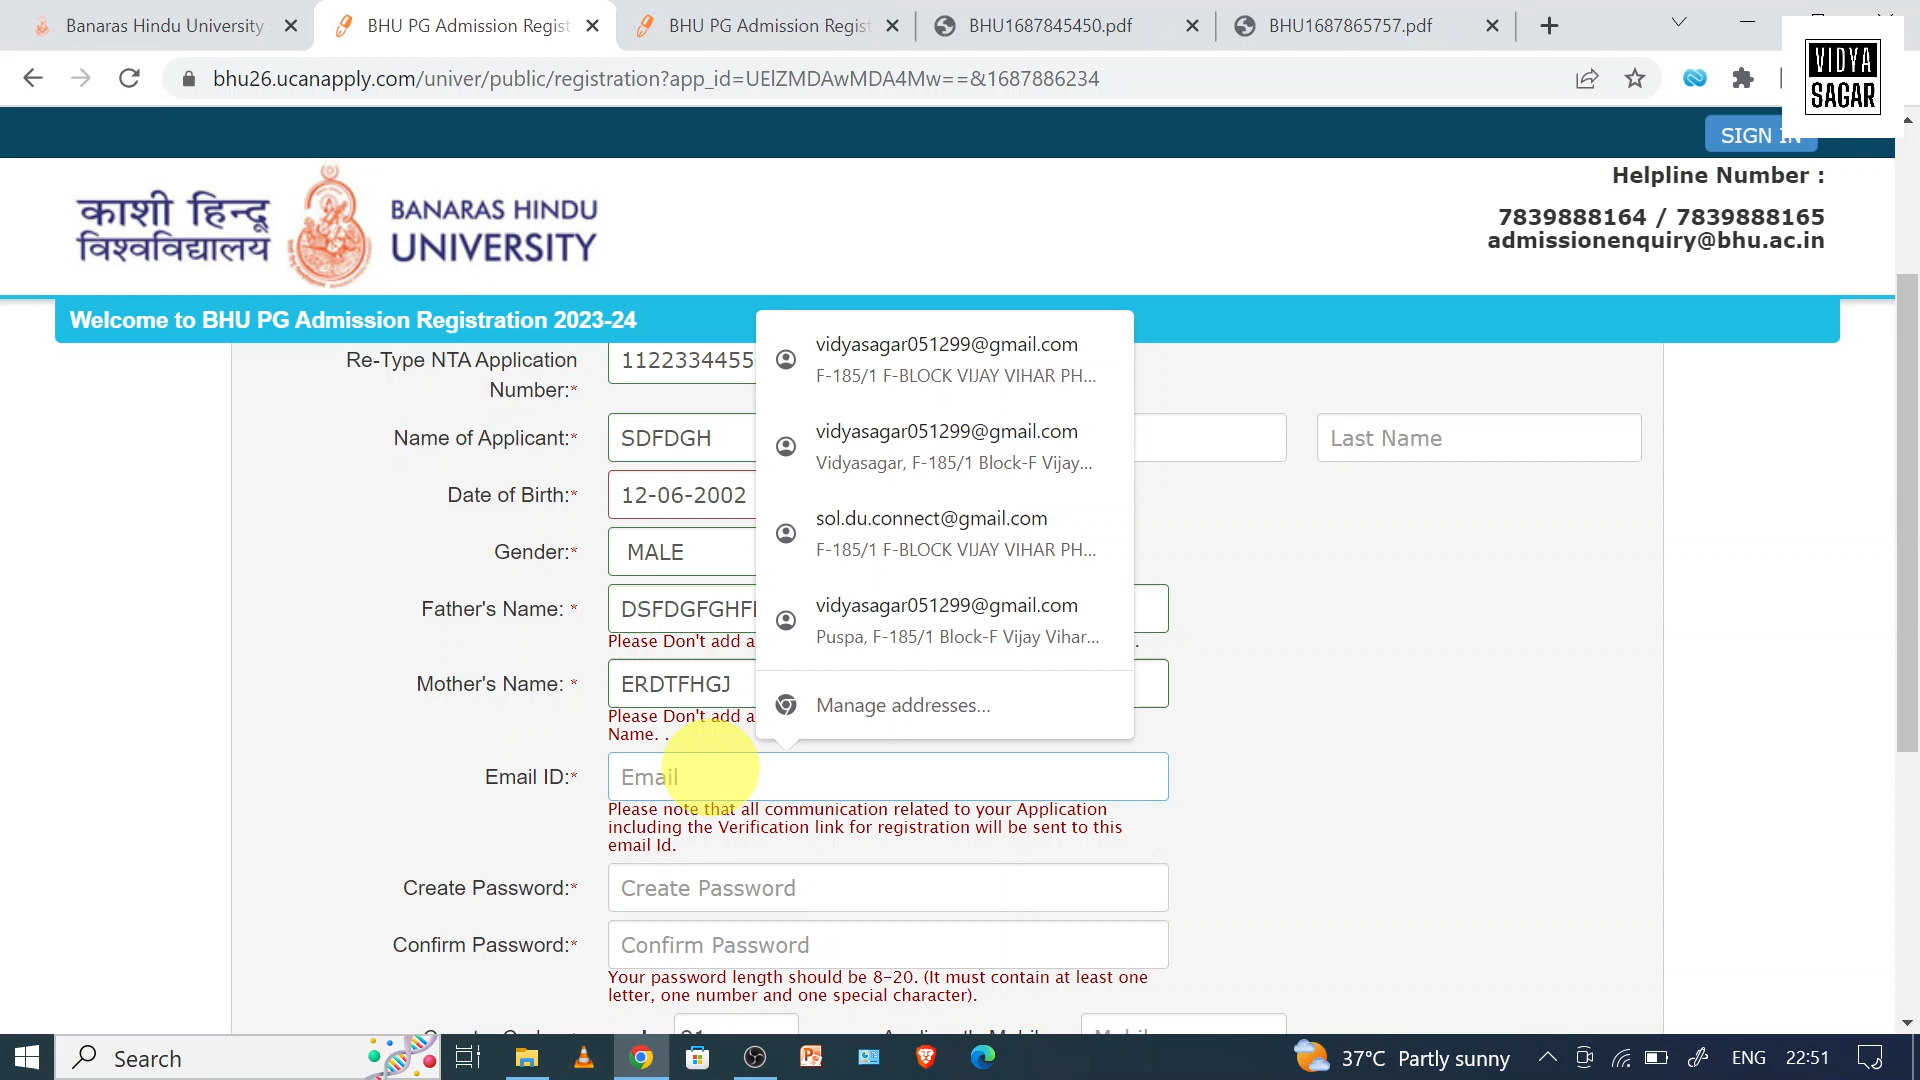 Banaras Hindu University
BHU PG Admission Regist
BHU PG Admission Regist
BHU1687845450.pdf
BHU1687865757.pdf
bhu26.ucanapply.com/univer/public/registration?app_id=UElZMDAwMDA4Mw==&1687886234
VIDYA
SAGAR
SIGN IN
काशी हिन्दू
विश्वविद्यालय
BANARAS HINDU
UNIVERSITY
Helpline Number :
7839888164 / 7839888165
admissionenquiry@bhu.ac.in
Welcome to BHU PG Admission Registration 2023-24
Re-Type NTA Application
Number:*
1122334455
Name of Applicant:*
SDFDGH
Last Name
Date of Birth:*
12-06-2002
Gender:*
MALE
Father's Name: *
DSFDGFGHF
Please Don't add a
Mother's Name: *
ERDTFHGJ
Please Don't add a
Name. .
vidyasagar051299@gmail.com
F-185/1 F-BLOCK VIJAY VIHAR PH...
vidyasagar051299@gmail.com
Vidyasagar, F-185/1 Block-F Vijay...
sol.du.connect@gmail.com
F-185/1 F-BLOCK VIJAY VIHAR PH...
vidyasagar051299@gmail.com
Puspa, F-185/1 Block-F Vijay Vihar...
Manage addresses...
Email ID:*
Email
Please note that all communication related to your Application
including the Verification link for registration will be sent to this
email Id.
Create Password:*
Create Password
Confirm Password:*
Confirm Password
Your password length should be 8-20. (It must contain at least one
letter, one number and one special character).
Search
37°C Partly sunny
ENG
22:51